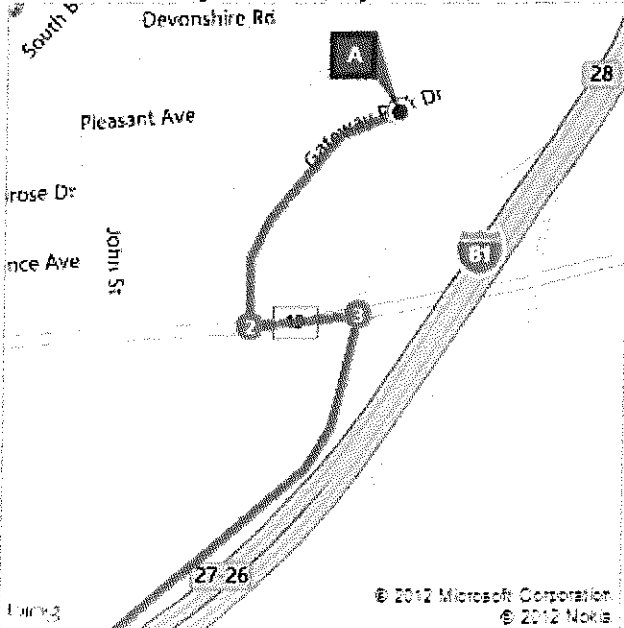 South B
Devonshire Rd
A
28
Pleasant Ave
Gateway Dr
rose Dr
nce Ave
John St
81
2
3
27 26
© 2012 Microsoft Corporation
© 2012 Nokia